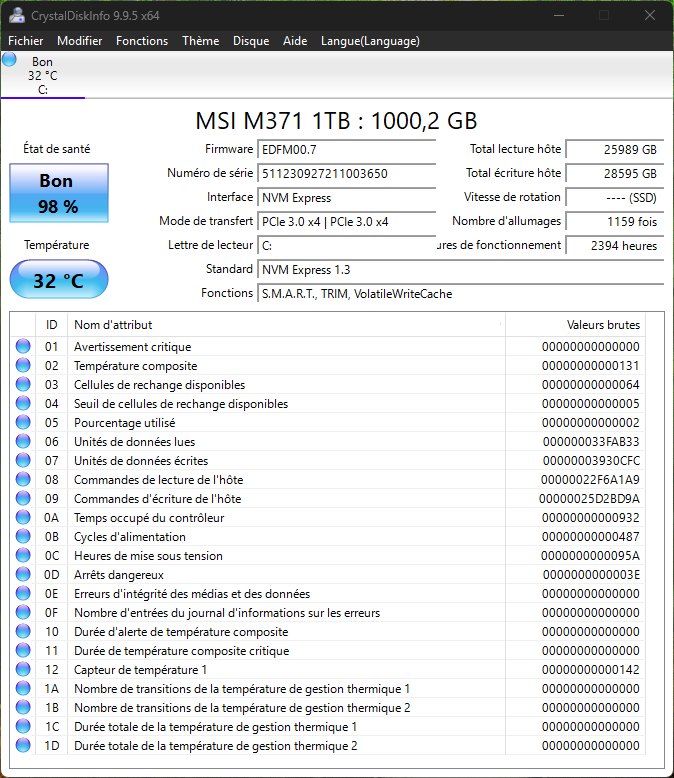 CrystalDiskInfo 9.9.5 x64
Fichier Modifier Fonctions Thème Disque Aide Langue(Language)
Bon
32 °C
C:
MSI M371 1TB : 1000,2 GB
État de santé
Bon
98 %
Température
32 °C
Firmware EDFM00.7
Numéro de série 511230927211003650
Interface NVM Express
Mode de transfert PCIe 3.0 x4 | PCIe 3.0 x4
Lettre de lecteur C:
Standard NVM Express 1.3
Fonctions S.M.A.R.T., TRIM, VolatileWriteCache
Total lecture hôte 25989 GB
Total écriture hôte 28595 GB
Vitesse de rotation ---- (SSD)
Nombre d'allumages 1159 fois
ures de fonctionnement 2394 heures
ID Nom d'attribut Valeurs brutes
01 Avertissement critique 00000000000000
02 Température composite 00000000000131
03 Cellules de rechange disponibles 00000000000064
04 Seuil de cellules de rechange disponibles 00000000000005
05 Pourcentage utilisé 00000000000002
06 Unités de données lues 000000033FAB33
07 Unités de données écrites 00000003930CFC
08 Commandes de lecture de l'hôte 00000022F6A1A9
09 Commandes d'écriture de l'hôte 00000025D2BD9A
0A Temps occupé du contrôleur 00000000000932
0B Cycles d'alimentation 00000000000487
0C Heures de mise sous tension 0000000000095A
0D Arrêts dangereux 0000000000003E
0E Erreurs d'intégrité des médias et des données 00000000000000
0F Nombre d'entrées du journal d'informations sur les erreurs 00000000000000
10 Durée d'alerte de température composite 00000000000000
11 Durée de température composite critique 00000000000000
12 Capteur de température 1 00000000000142
1A Nombre de transitions de la température de gestion thermique 1 00000000000000
1B Nombre de transitions de la température de gestion thermique 2 00000000000000
1C Durée totale de la température de gestion thermique 1 00000000000000
1D Durée totale de la température de gestion thermique 2 00000000000000